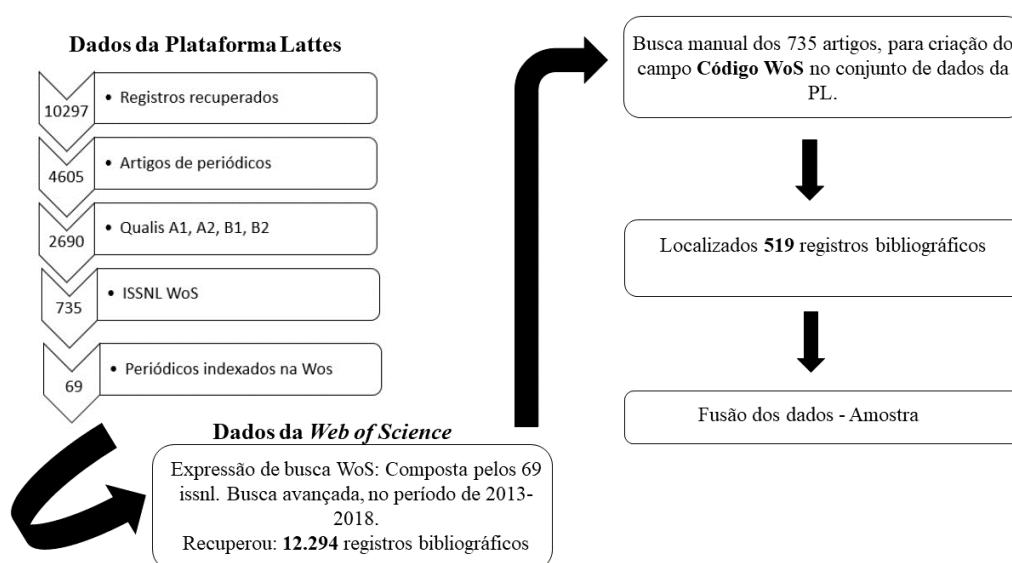 Dados da Plataforma Lattes
10297
• Registros recuperados
4605
• Artigos de periódicos
2690
• Qualis A1, A2, B1, B2
735
• ISSNL WoS
69
• Periódicos indexados na Wos
Dados da Web of Science
Expressão de busca WoS: Composta pelos 69
issnl. Busca avançada, no período de 2013-
2018.
Recuperou: 12.294 registros bibliográficos
Busca manual dos 735 artigos, para criação do
campo Código WoS no conjunto de dados da
PL.
Localizados 519 registros bibliográficos
Fusão dos dados - Amostra